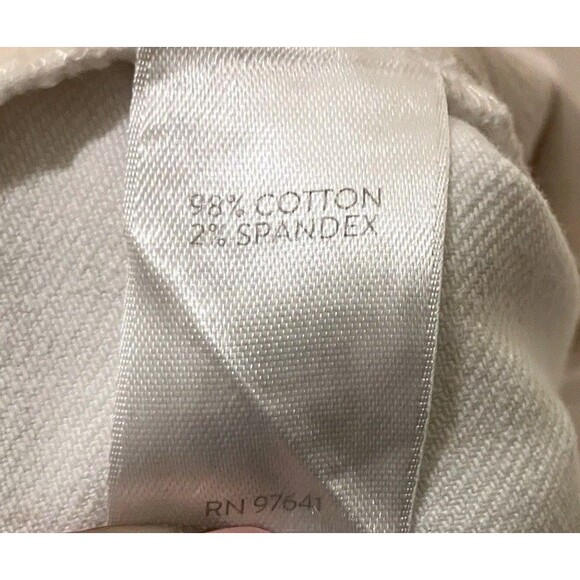 98% COTTON
2% SPANDEX
RN 97641